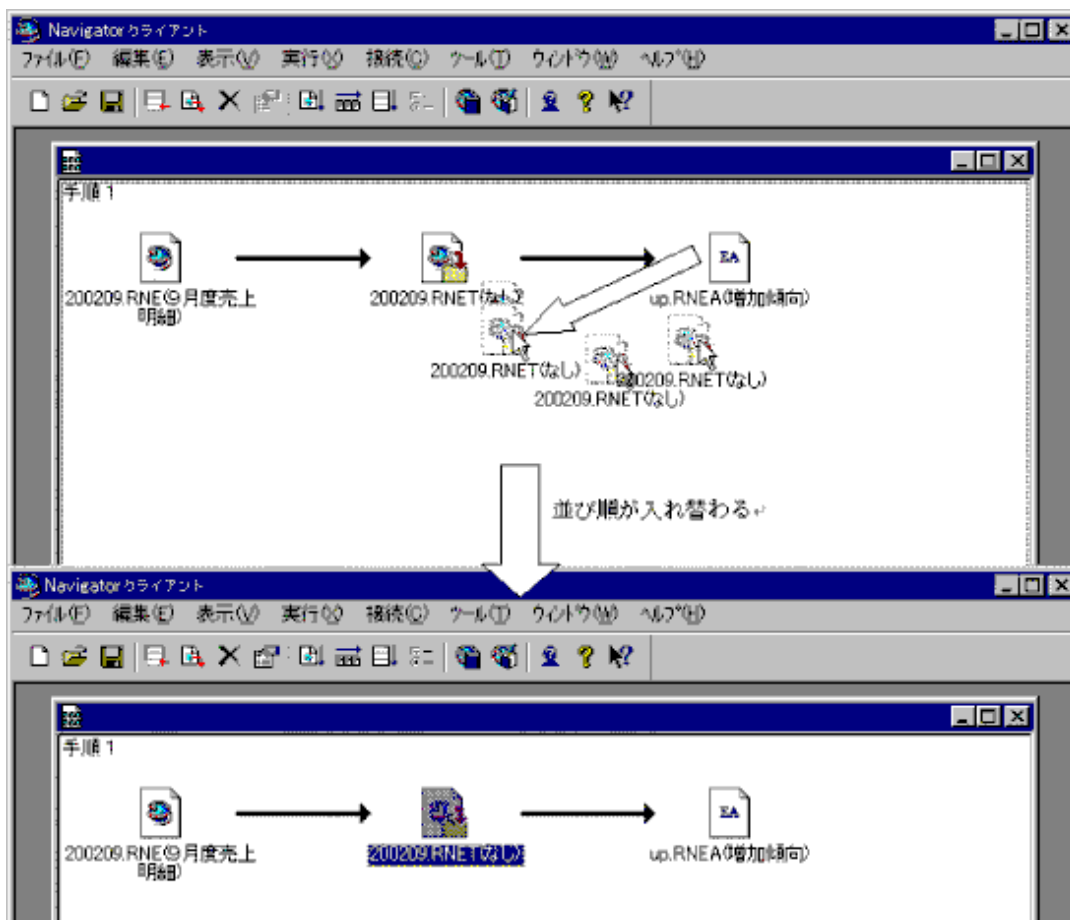 Navigatorクライアント
ファイル(F) 編集(E) 表示(V) 実行(X) 接続(C) ツール(T) ウィンドウ(W) ヘルプ(H)
手順1
200209.RNE(9月度売上明細)
200209.RNET(なし)
up.RNEA(増加傾向)
EA
200209.RNET(なし)
200209.RNET(なし)
200209.RNET(なし)
並び順が入れ替わる
Navigatorクライアント
ファイル(F) 編集(E) 表示(V) 実行(X) 接続(C) ツール(T) ウィンドウ(W) ヘルプ(H)
手順1
EA
200209.RNE(9月度売上
明細)
200209.RNET(なし)
up.RNEA(増加傾向)